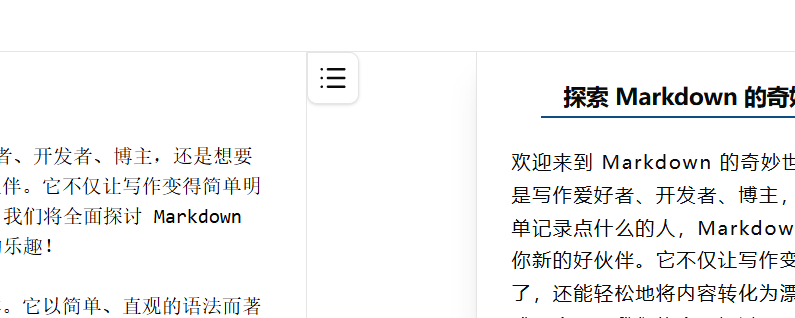 者、开发者、博主，还是想要
伴。它不仅让写作变得简单明
我们将全面探讨 Markdown
乐趣！
。它以简单、直观的语法而著
探索 Markdown 的奇
欢迎来到 Markdown 的奇妙世
是写作爱好者、开发者、博主，
单记录点什么的人，Markdow
你新的好伙伴。它不仅让写作变
了，还能轻松地将内容转化为漂